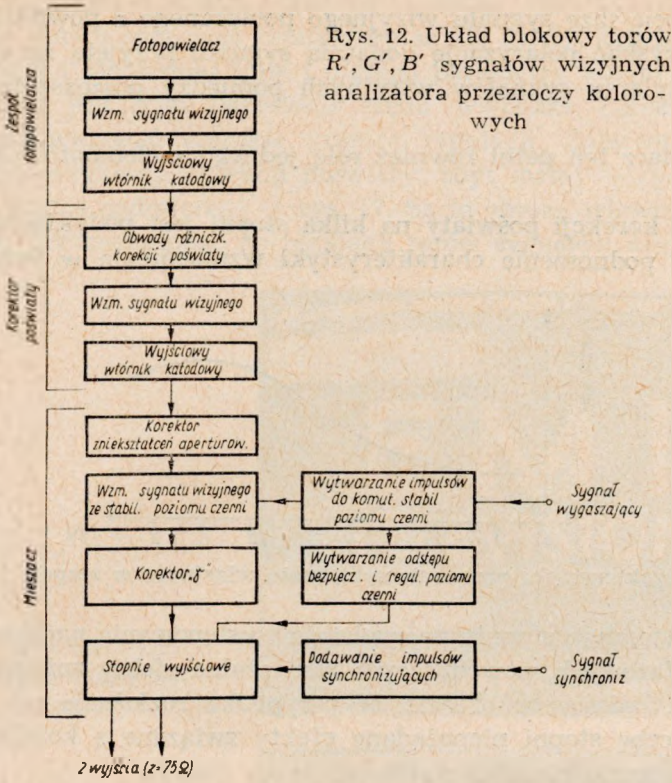 Rys. 12. Układ blokowy torów
R', G', B' sygnałów wizyjnych
analizatora przezroczy koloro-
wych
Zespół
fotopowielacza
Fotopowielacz
Wzm. sygnału wizyjnego
Wyjściowy
wtórnik katodowy
Korektor
poświaty
Obwody różniczk.
korekcji poświaty
Wzm. sygnału wizyjnego
Wyjściowy
wtórnik katodowy
Mieszacz
Korektor
zniekształceń aperturow.
Wzm. sygnału wizyjnego
ze stabil. poziomu czerni
Wytwarzanie impulsów
do komut. stabil
poziomu czerni
Sygnał
wygaszający
Korektor „γ"
Wytwarzanie odstępu
bezpiecz. i regul. poziomu
czerni
Stopnie wyjściowe
Dodawanie impulsów
synchronizujących
Sygnał
synchroniz
2 wyjścia (z=75Ω)